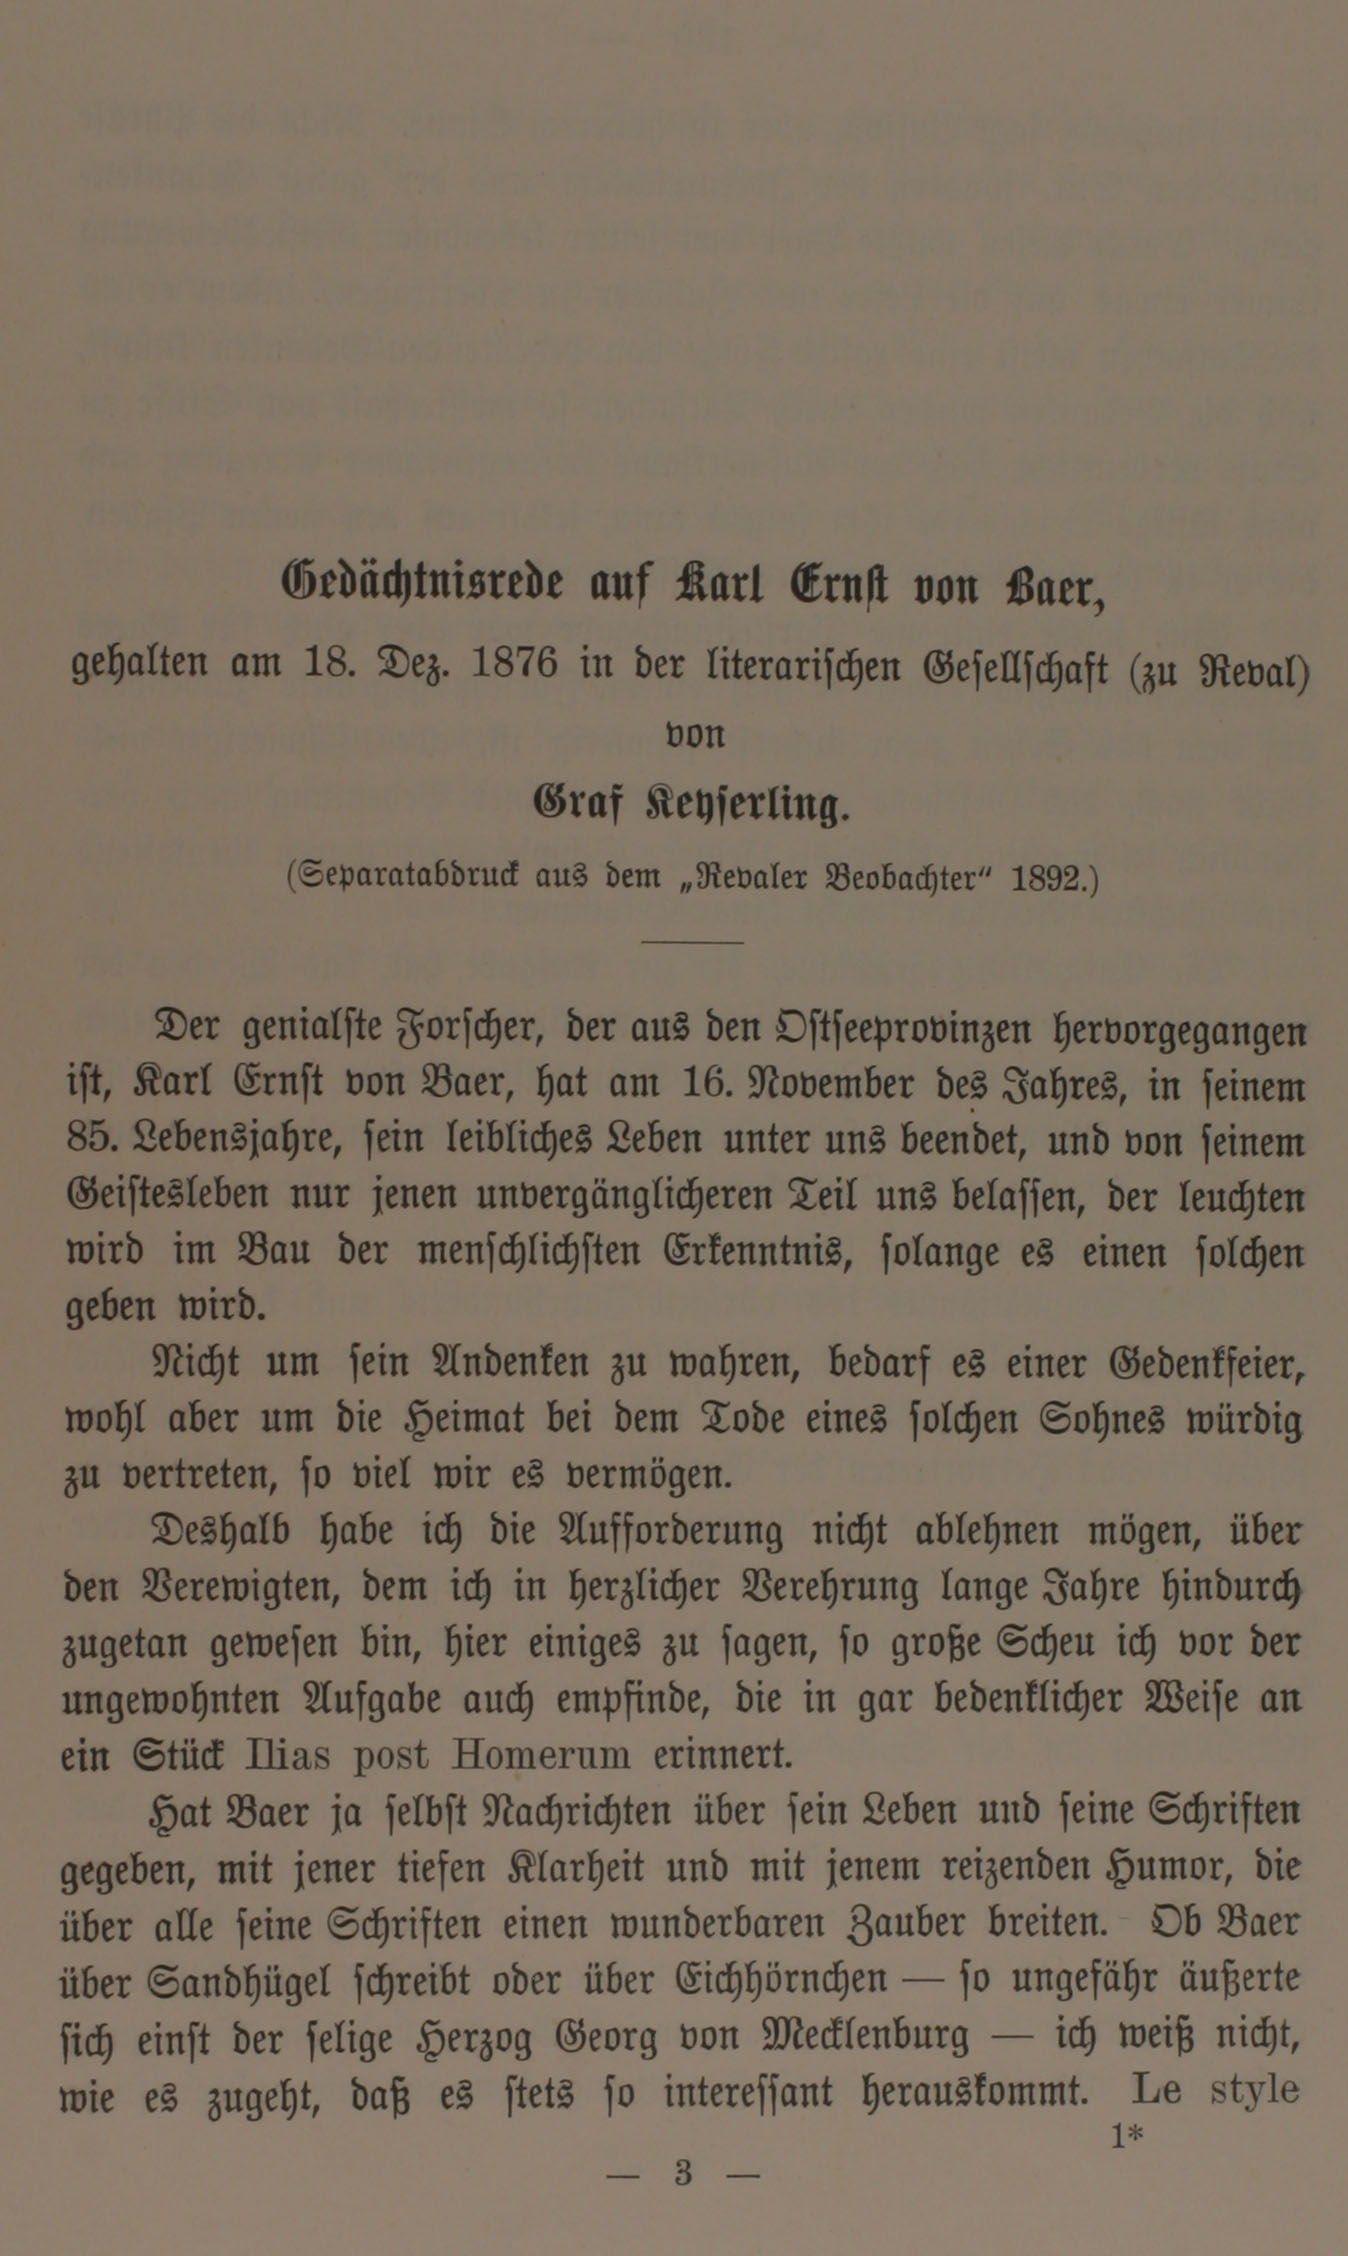 Gedächtnisrede auf Karl Ernst von Baer,
gehalten am 18. Dez. 1876 in der literarischen Gesellschaft (zu Reval)
von
Graf Keyserling.
(Separatabdruck aus dem „Revaler Beobachter“ 1892.)
Der genialste Forscher, der aus den Ostseeprovinzen hervorgegangen
ist, Karl Ernst von Baer, hat am 16. November des Jahres, in seinem
85. Lebensjahre, sein leibliches Leben unter uns beendet, und von seinem
Geistesleben nur jenen unvergänglicheren Teil uns belassen, der leuchten
wird im Bau der menschlichsten Erkenntnis, solange es einen solchen
geben wird.
Nicht um sein Andenken zu wahren, bedarf es einer Gedenkfeier,
wohl aber um die Heimat bei dem Tode eines solchen Sohnes würdig
zu vertreten, so viel wir es vermögen.
Deshalb habe ich die Aufforderung nicht ablehnen mögen, über
den Verewigten, dem ich in herzlicher Verehrung lange Jahre hindurch
zugetan gewesen bin, hier einiges zu sagen, so große Scheu ich vor der
ungewohnten Aufgabe auch empfinde, die in gar bedenklicher Weise an
ein Stück Ilias post Homerum erinnert.
Hat Baer ja selbst Nachrichten über sein Leben und seine Schriften
gegeben, mit jener tiefen Klarheit und mit jenem reizenden Humor, die
über alle seine Schriften einen wunderbaren Zauber breiten. Ob Baer
über Sandhügel schreibt oder über Eichhörnchen — so ungefähr äußerte
sich einst der selige Herzog Georg von Mecklenburg — ich weiß nicht,
wie es zugeht, daß es stets so interessant herauskommt. Le style
1*
— 3 —